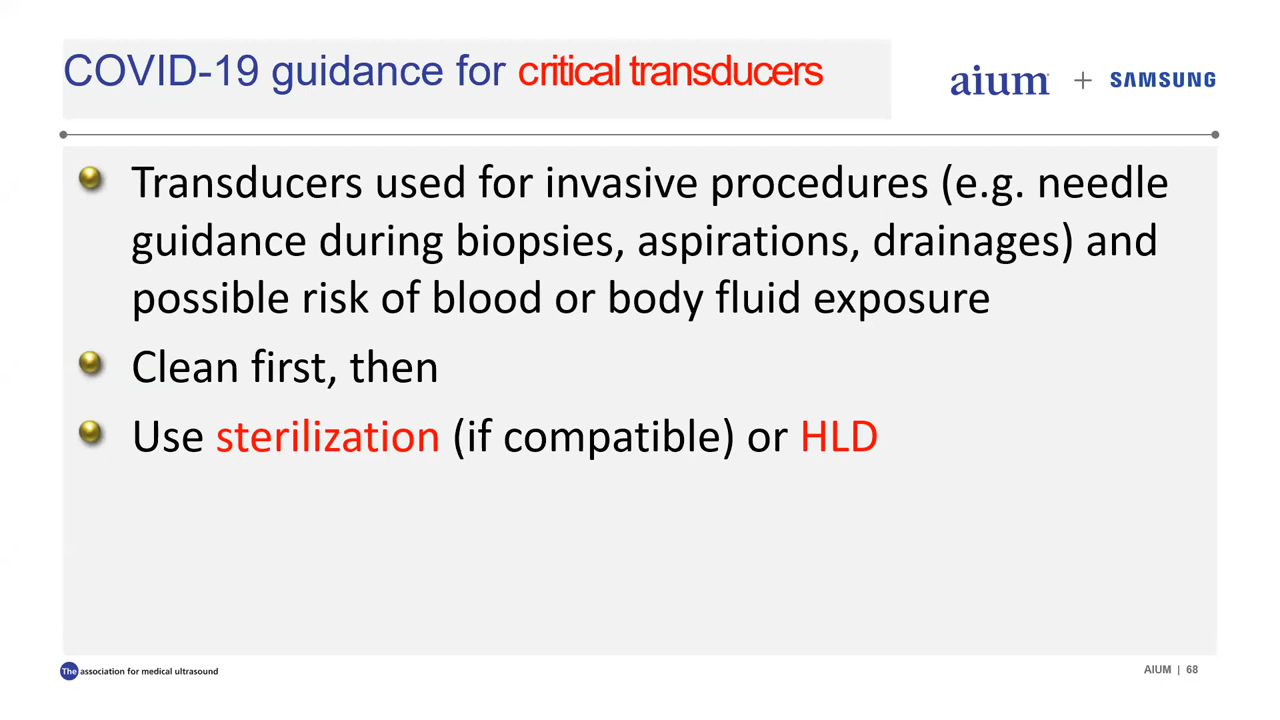 COVID-19 guidance for critical transducers
aium + SAMSUNG
Transducers used for invasive procedures (e.g. needle
guidance during biopsies, aspirations, drainages) and
possible risk of blood or body fluid exposure
Clean first, then
Use sterilization (if compatible) or HLD
The association for medical ultrasound
AIUM | 68